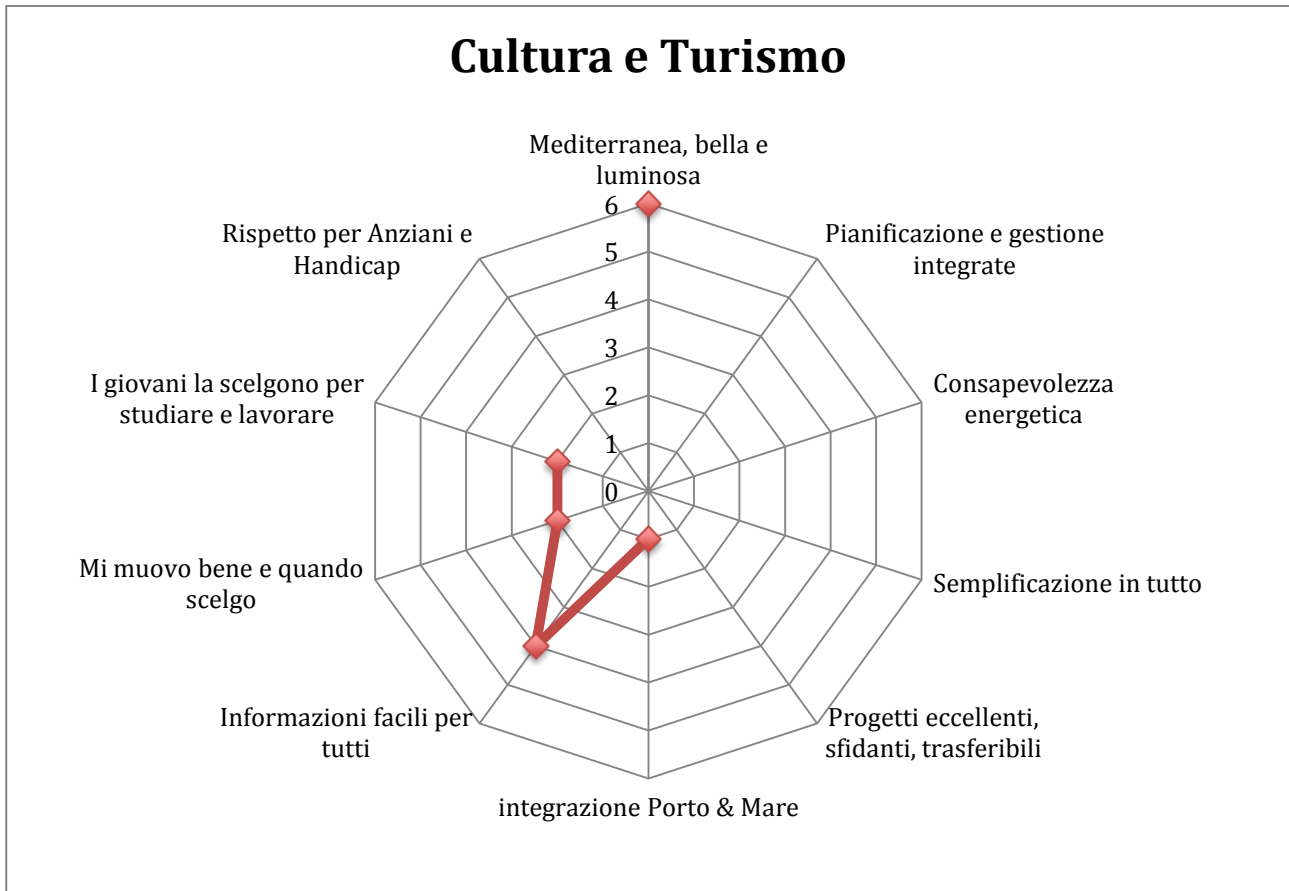 Cultura e Turismo
Mediterranea, bella e
luminosa
Pianificazione e gestione
integrate
Consapevolezza
energetica
Semplificazione in tutto
Progetti eccellenti,
sfidanti, trasferibili
integrazione Porto & Mare
Informazioni facili per
tutti
Mi muovo bene e quando
scelgo
I giovani la scelgono per
studiare e lavorare
Rispetto per Anziani e
Handicap
6
5
4
3
2
1
0